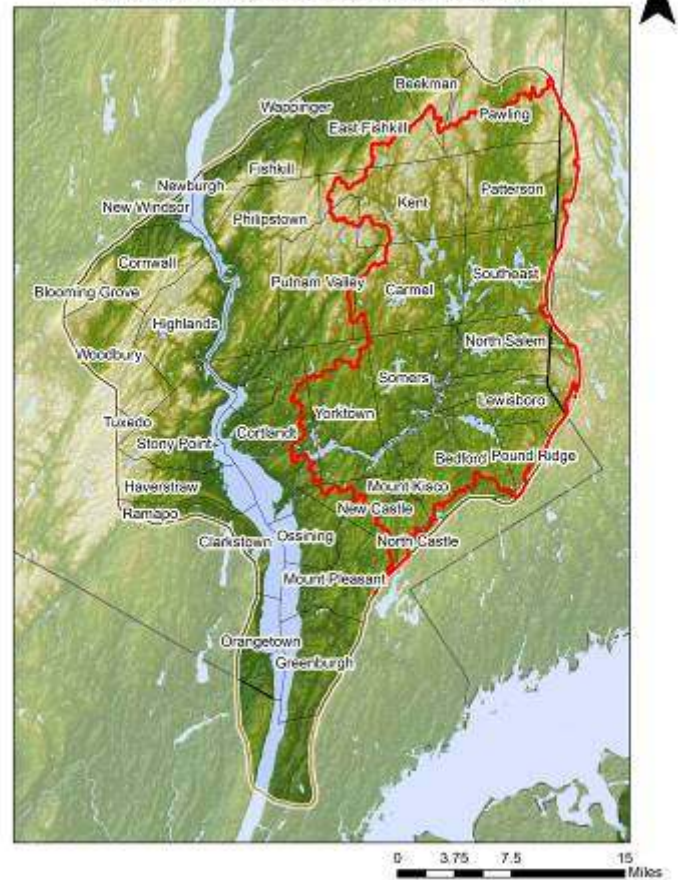 Beekman
Wappinger
Pawling
East Fishkill
Fishkill
Newburgh
Patterson
Kent
New Windsor
Philipstown
Cornwall
Southeast
Putnam Valley
Carmel
Blooming Grove
Highlands
North Salem
Woodbury
Somers
Lewisboro
Yorktown
Tuxedo
Cortlandt
Stony Point
Bedford
Pound Ridge
Haverstraw
Mount Kisco
New Castle
Ramapo
Clarkstown
Ossining
North Castle
Mount Pleasant
Orangetown
Greenburgh
0 3.75 7.5 15
Miles